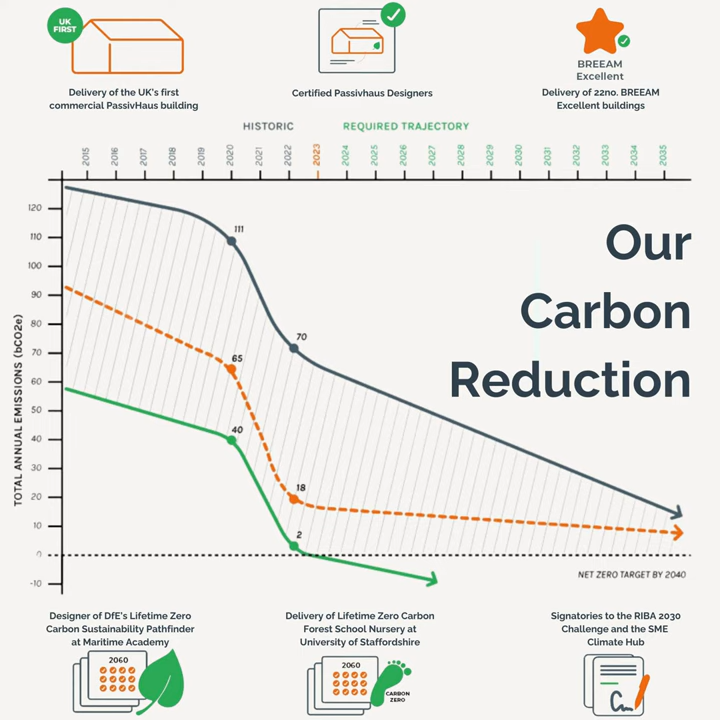 UK
FIRST
Delivery of the UK's first
commercial PassivHaus building
Certified Passivhaus Designers
BREEAM
Excellent
Delivery of 22no. BREEAM
Excellent buildings
HISTORIC
REQUIRED TRAJECTORY
2015 2016 2017 2018 2019 2020 2021 2022 2023 2024 2025 2026 2027 2028 2029 2030 2031 2032 2033 2034 2035
TOTAL ANNUAL EMISSIONS (bCO2e)
120
110
100
90
80
70
60
50
40
30
20
10
0
-10
111
70
65
40
18
2
Our
Carbon
Reduction
NET ZERO TARGET BY 2040
Designer of DfE's Lifetime Zero
Carbon Sustainability Pathfinder
at Maritime Academy
2060
Delivery of Lifetime Zero Carbon
Forest School Nursery at
University of Staffordshire
2060
CARBON
ZERO
Signatories to the RIBA 2030
Challenge and the SME
Climate Hub